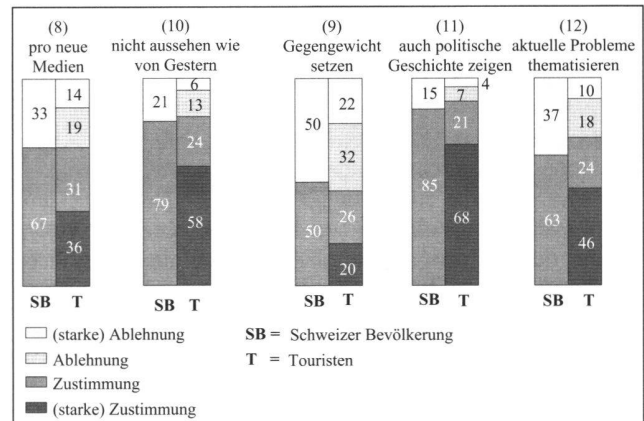 (8) (10) (9) (11) (12)
pro neue nicht aussehen wie Gegengewicht auch politische aktuelle Probleme
Medien von Gestern setzen Geschichte zeigen thematisieren
33 14 21 6 50 22 15 4 37 10
19 13 32 7 18
67 31 79 24 50 26 85 21 63 24
36 58 20 68 46
SB T SB T SB T SB T SB T
(starke) Ablehnung SB = Schweizer Bevölkerung
Ablehnung T = Touristen
Zustimmung
(starke) Zustimmung